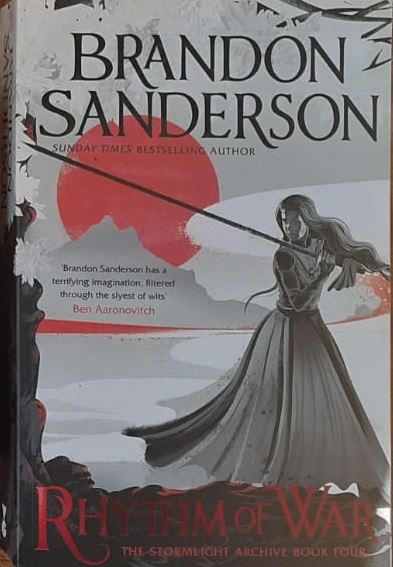 BRANDON
SANDERSON
SUNDAY TIMES BESTSELLING AUTHOR
'Brandon Sanderson has a
terrifying imagination, filtered
through the slyest of wits'
Ben Aaronovitch
RHYTHM OF WAR
THE STORMLIGHT ARCHIVE BOOK FOUR